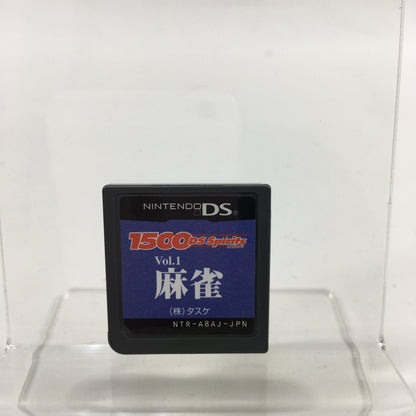 NINTENDO DS
1500 DS Spirits
Vol.1
麻雀
(株)タスケ
NTR-A8AJ-JPN